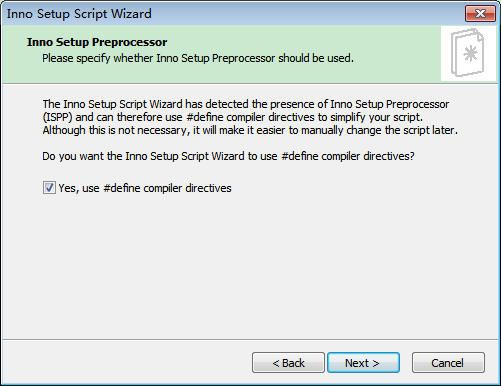 Inno Setup Script Wizard
Inno Setup Preprocessor
Please specify whether Inno Setup Preprocessor should be used.
The Inno Setup Script Wizard has detected the presence of Inno Setup Preprocessor
(ISPP) and can therefore use #define compiler directives to simplify your script.
Although this is not necessary, it will make it easier to manually change the script later.
Do you want the Inno Setup Script Wizard to use #define compiler directives?
Yes, use #define compiler directives
< Back
Next >
Cancel